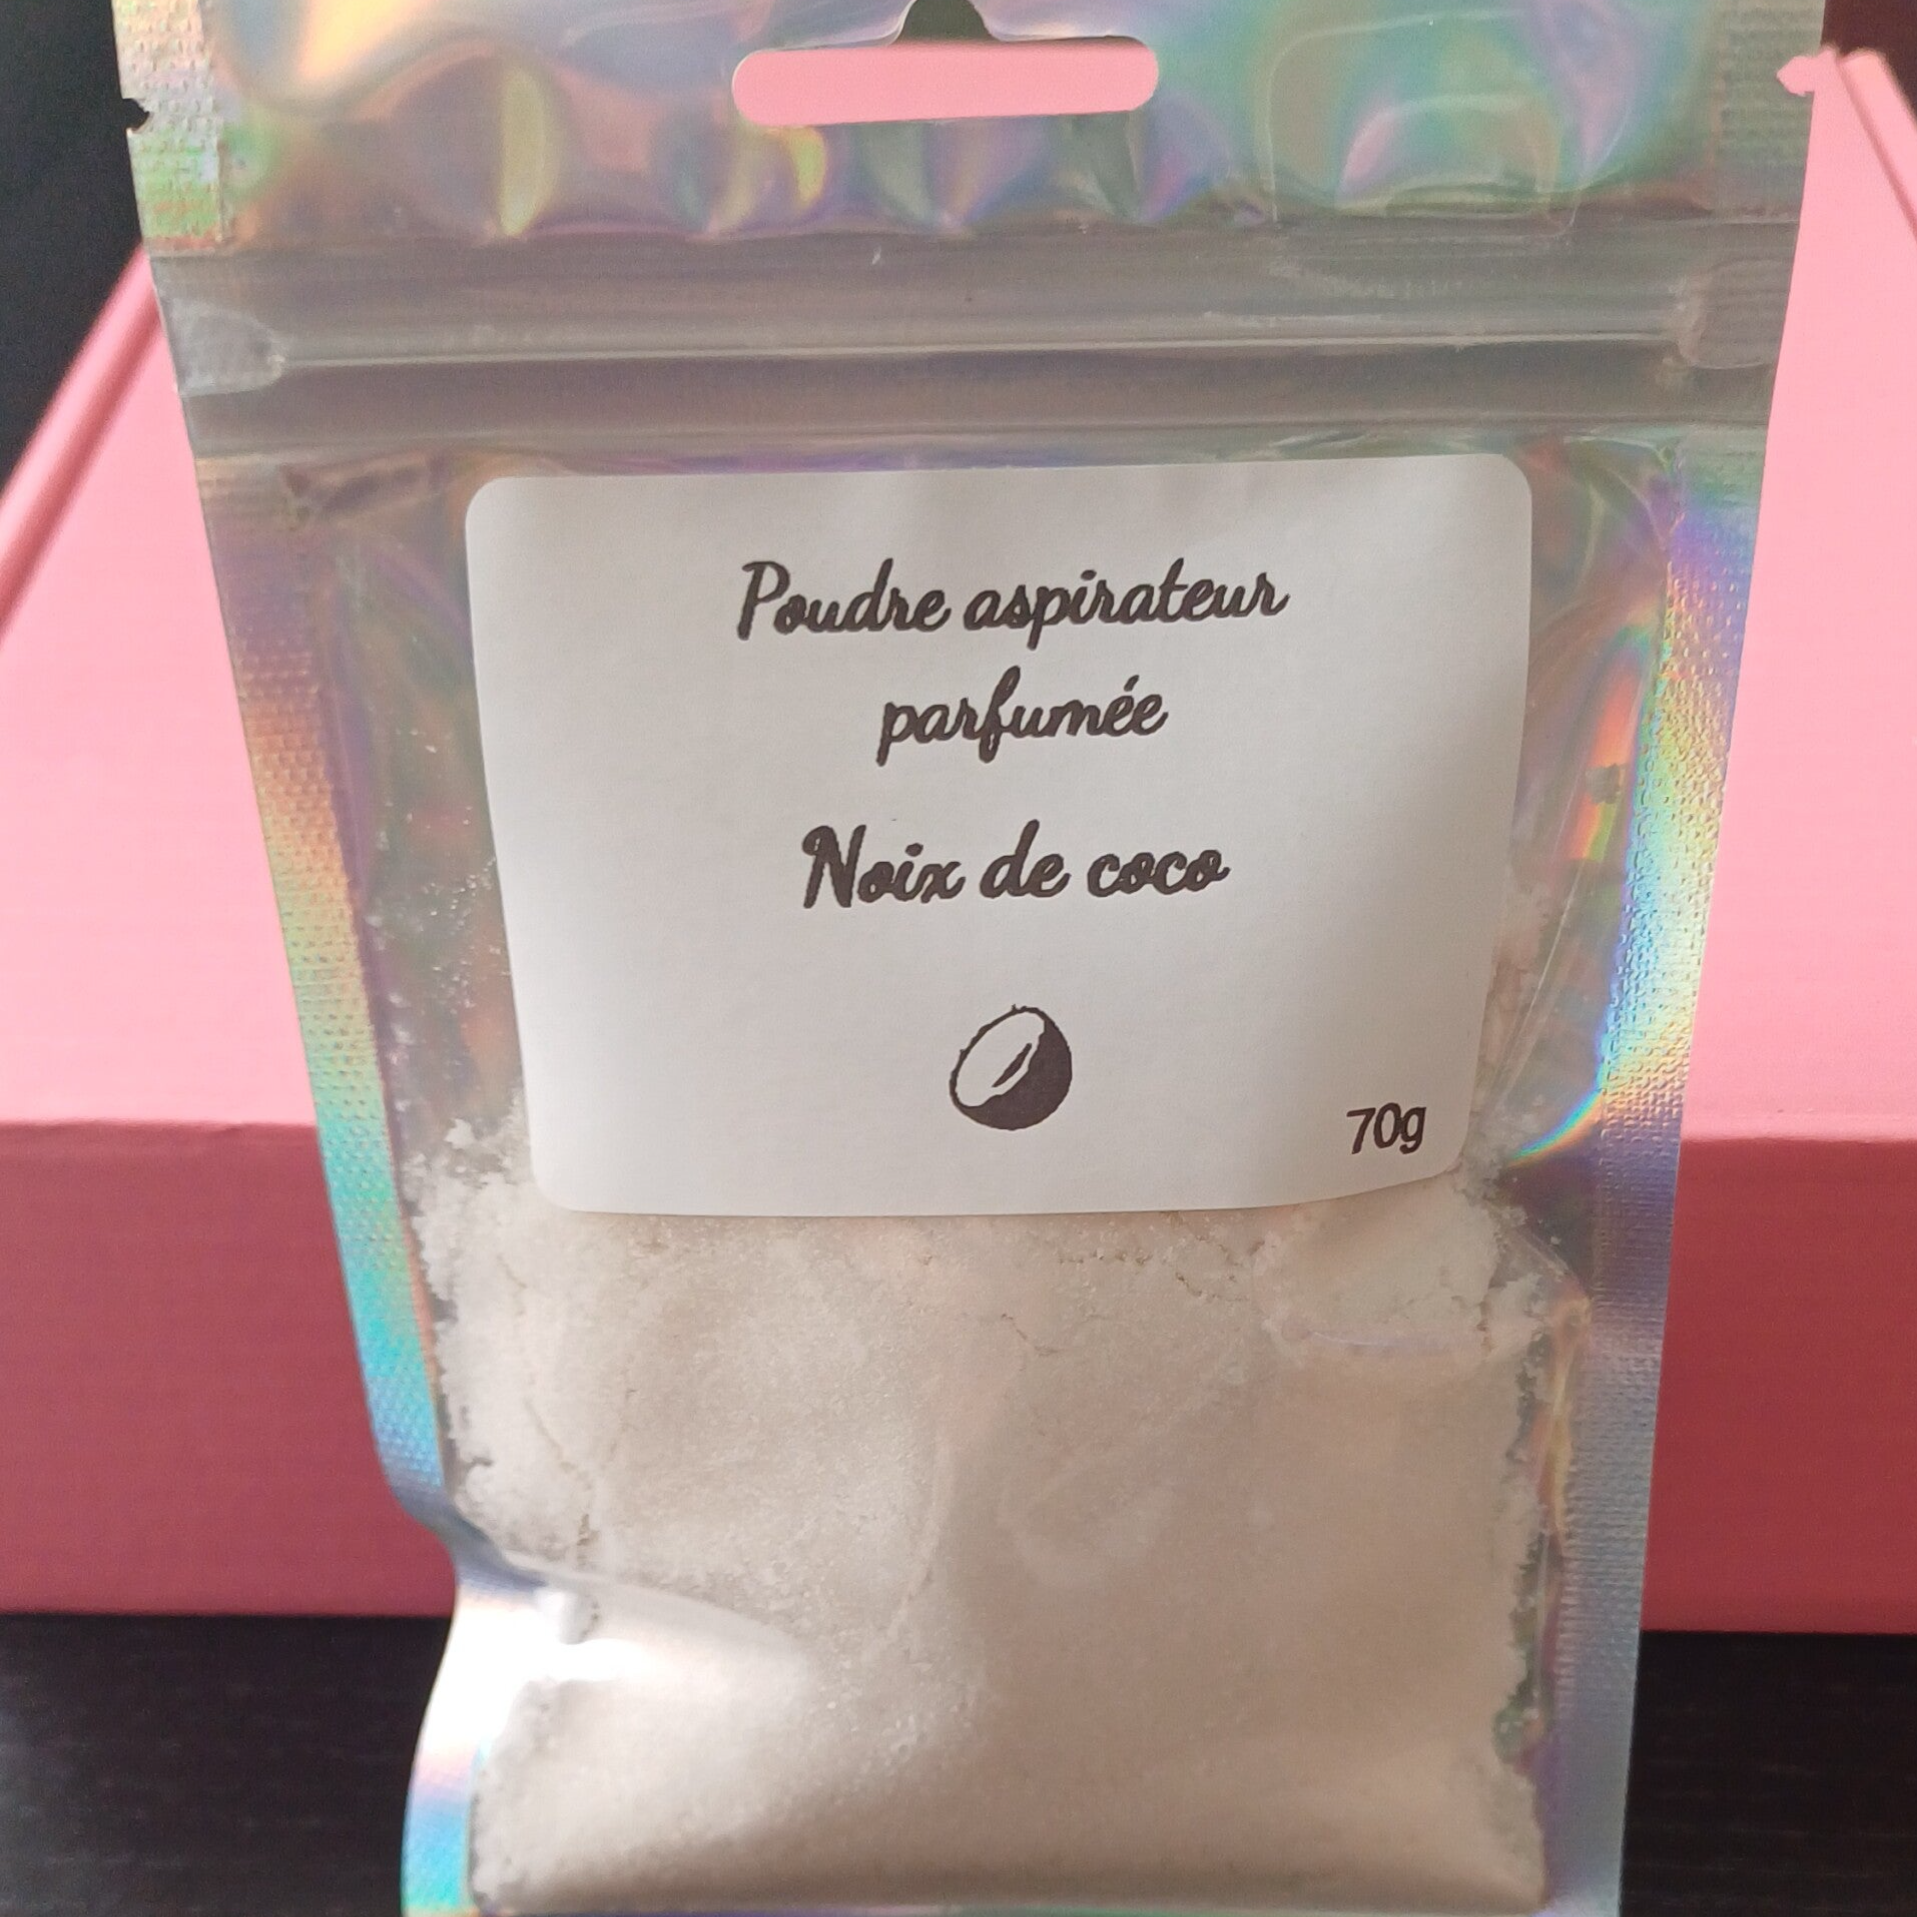 Poudre aspirateur
parfumée
Noix de coco
70g